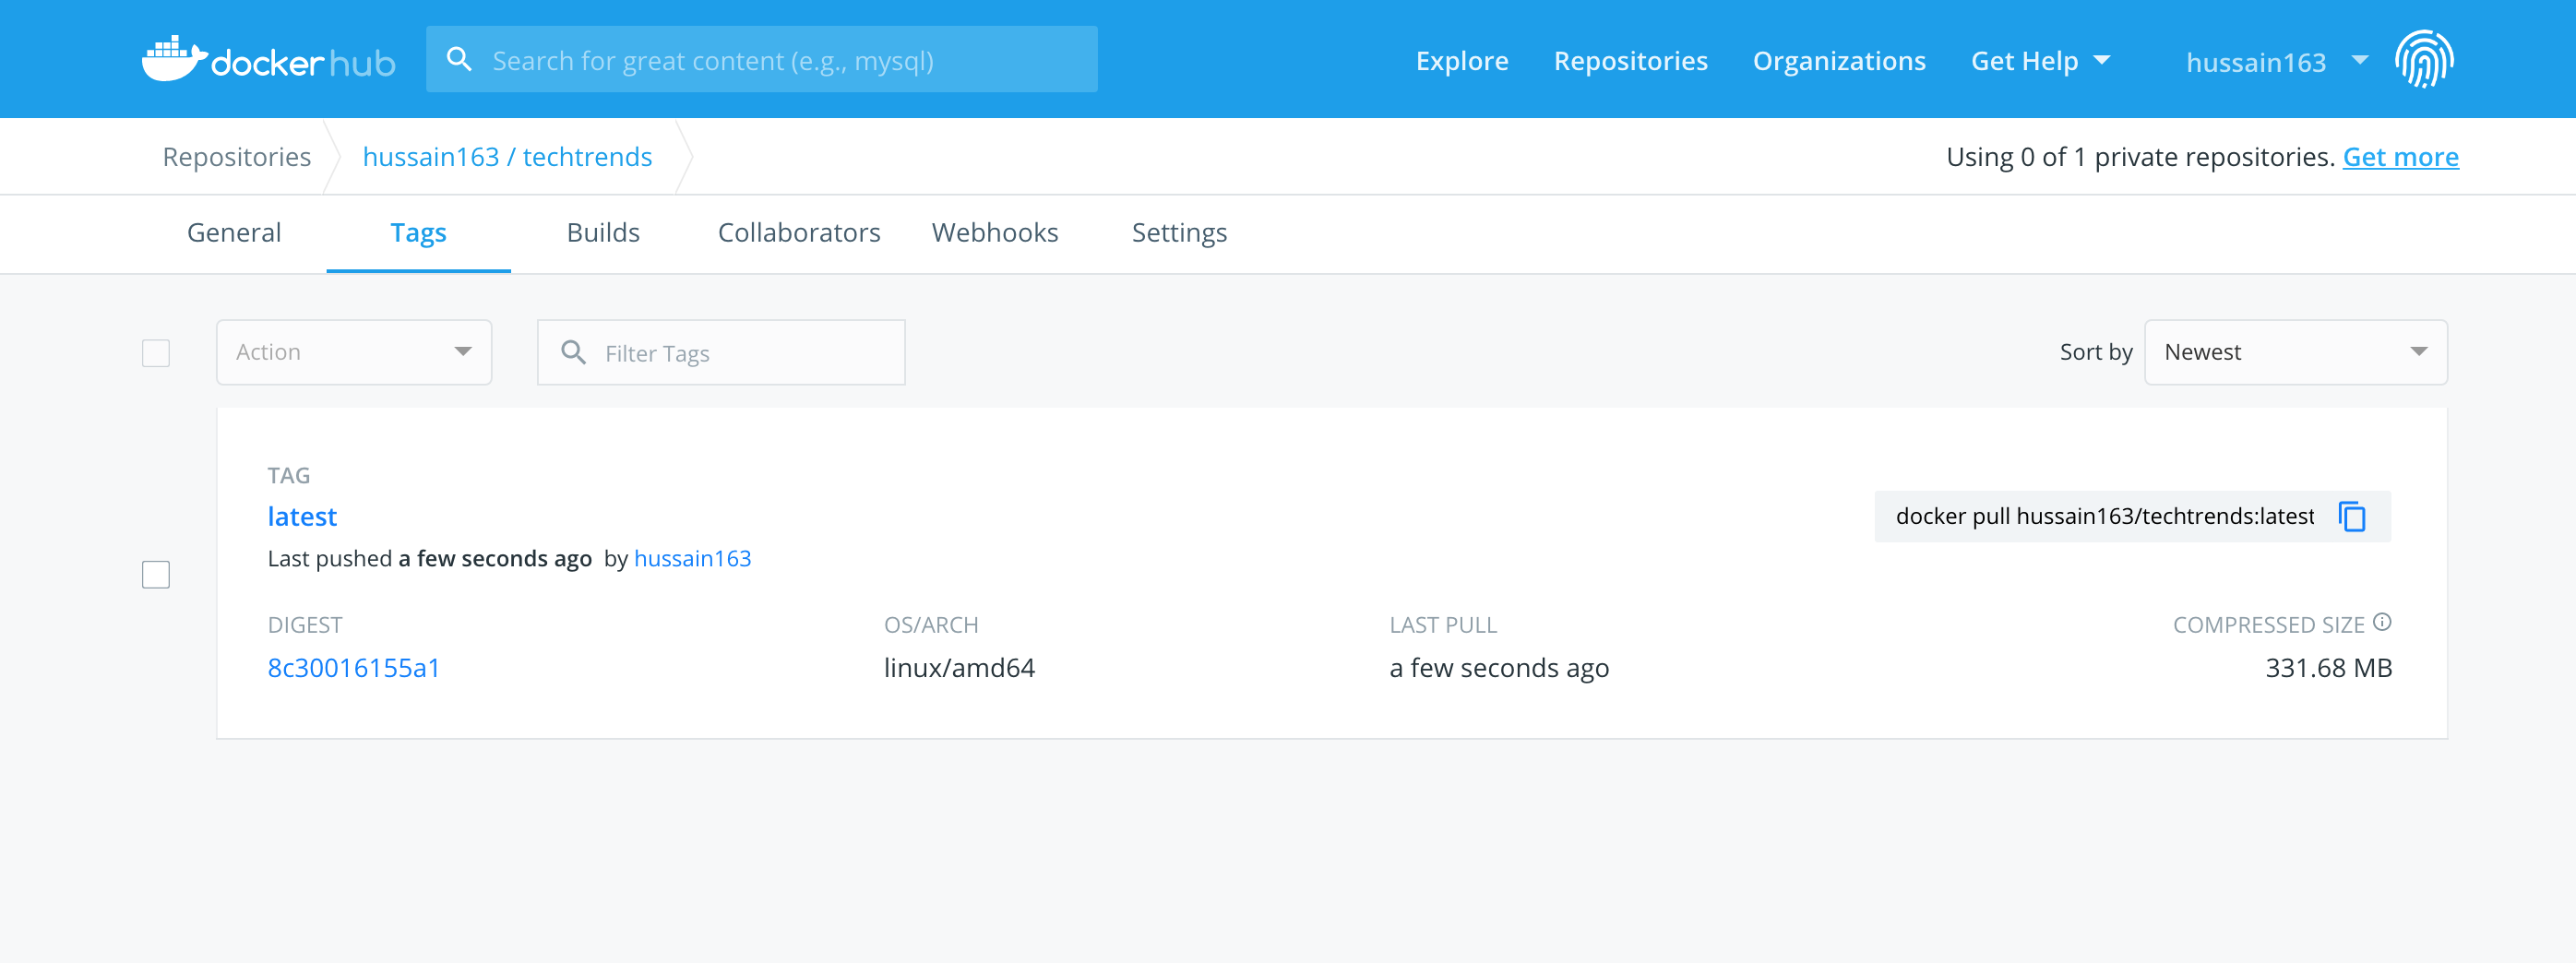 docker hub
Search for great content (e.g., mysql)
Explore
Repositories
Organizations
Get Help
hussain163
Repositories
hussain163 / techtrends
Using 0 of 1 private repositories. Get more
General
Tags
Builds
Collaborators
Webhooks
Settings
Action
Filter Tags
Sort by
Newest
TAG
latest
docker pull hussain163/techtrends:latest
Last pushed a few seconds ago by hussain163
DIGEST
OS/ARCH
LAST PULL
COMPRESSED SIZE
8c30016155a1
linux/amd64
a few seconds ago
331.68 MB